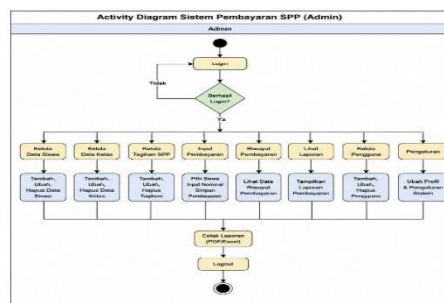 Activity Diagram Sistem Pembayaran SPP (Admin)
Admin
Login
Tidak
Berhasil
Login?
Ya
Kelola
Data Siswa
Kelola
Data Kelas
Kelola
Tagihan SPP
Input
Pembayaran
Riwayat
Pembayaran
Lihat
Laporan
Kelola
Pengguna
Pengaturan
Tambah,
Ubah,
Hapus Data
Siswa
Tambah,
Ubah,
Hapus Data
Kelas
Tambah,
Ubah,
Hapus
Tagihan
Pilih Siswa
Input Nominal
Simpan
Pembayaran
Lihat Data
Riwayat
Pembayaran
Tampilkan
Laporan
Pembayaran
Tambah,
Ubah,
Hapus
Pengguna
Ubah Profil
& Pengaturan
Sistem
Cetak Laporan
(PDF/Excel)
Logout